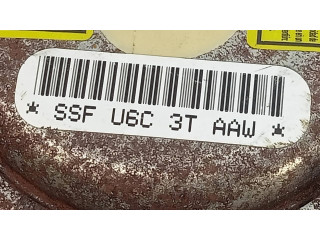 * SSF U6C 3T AAW *